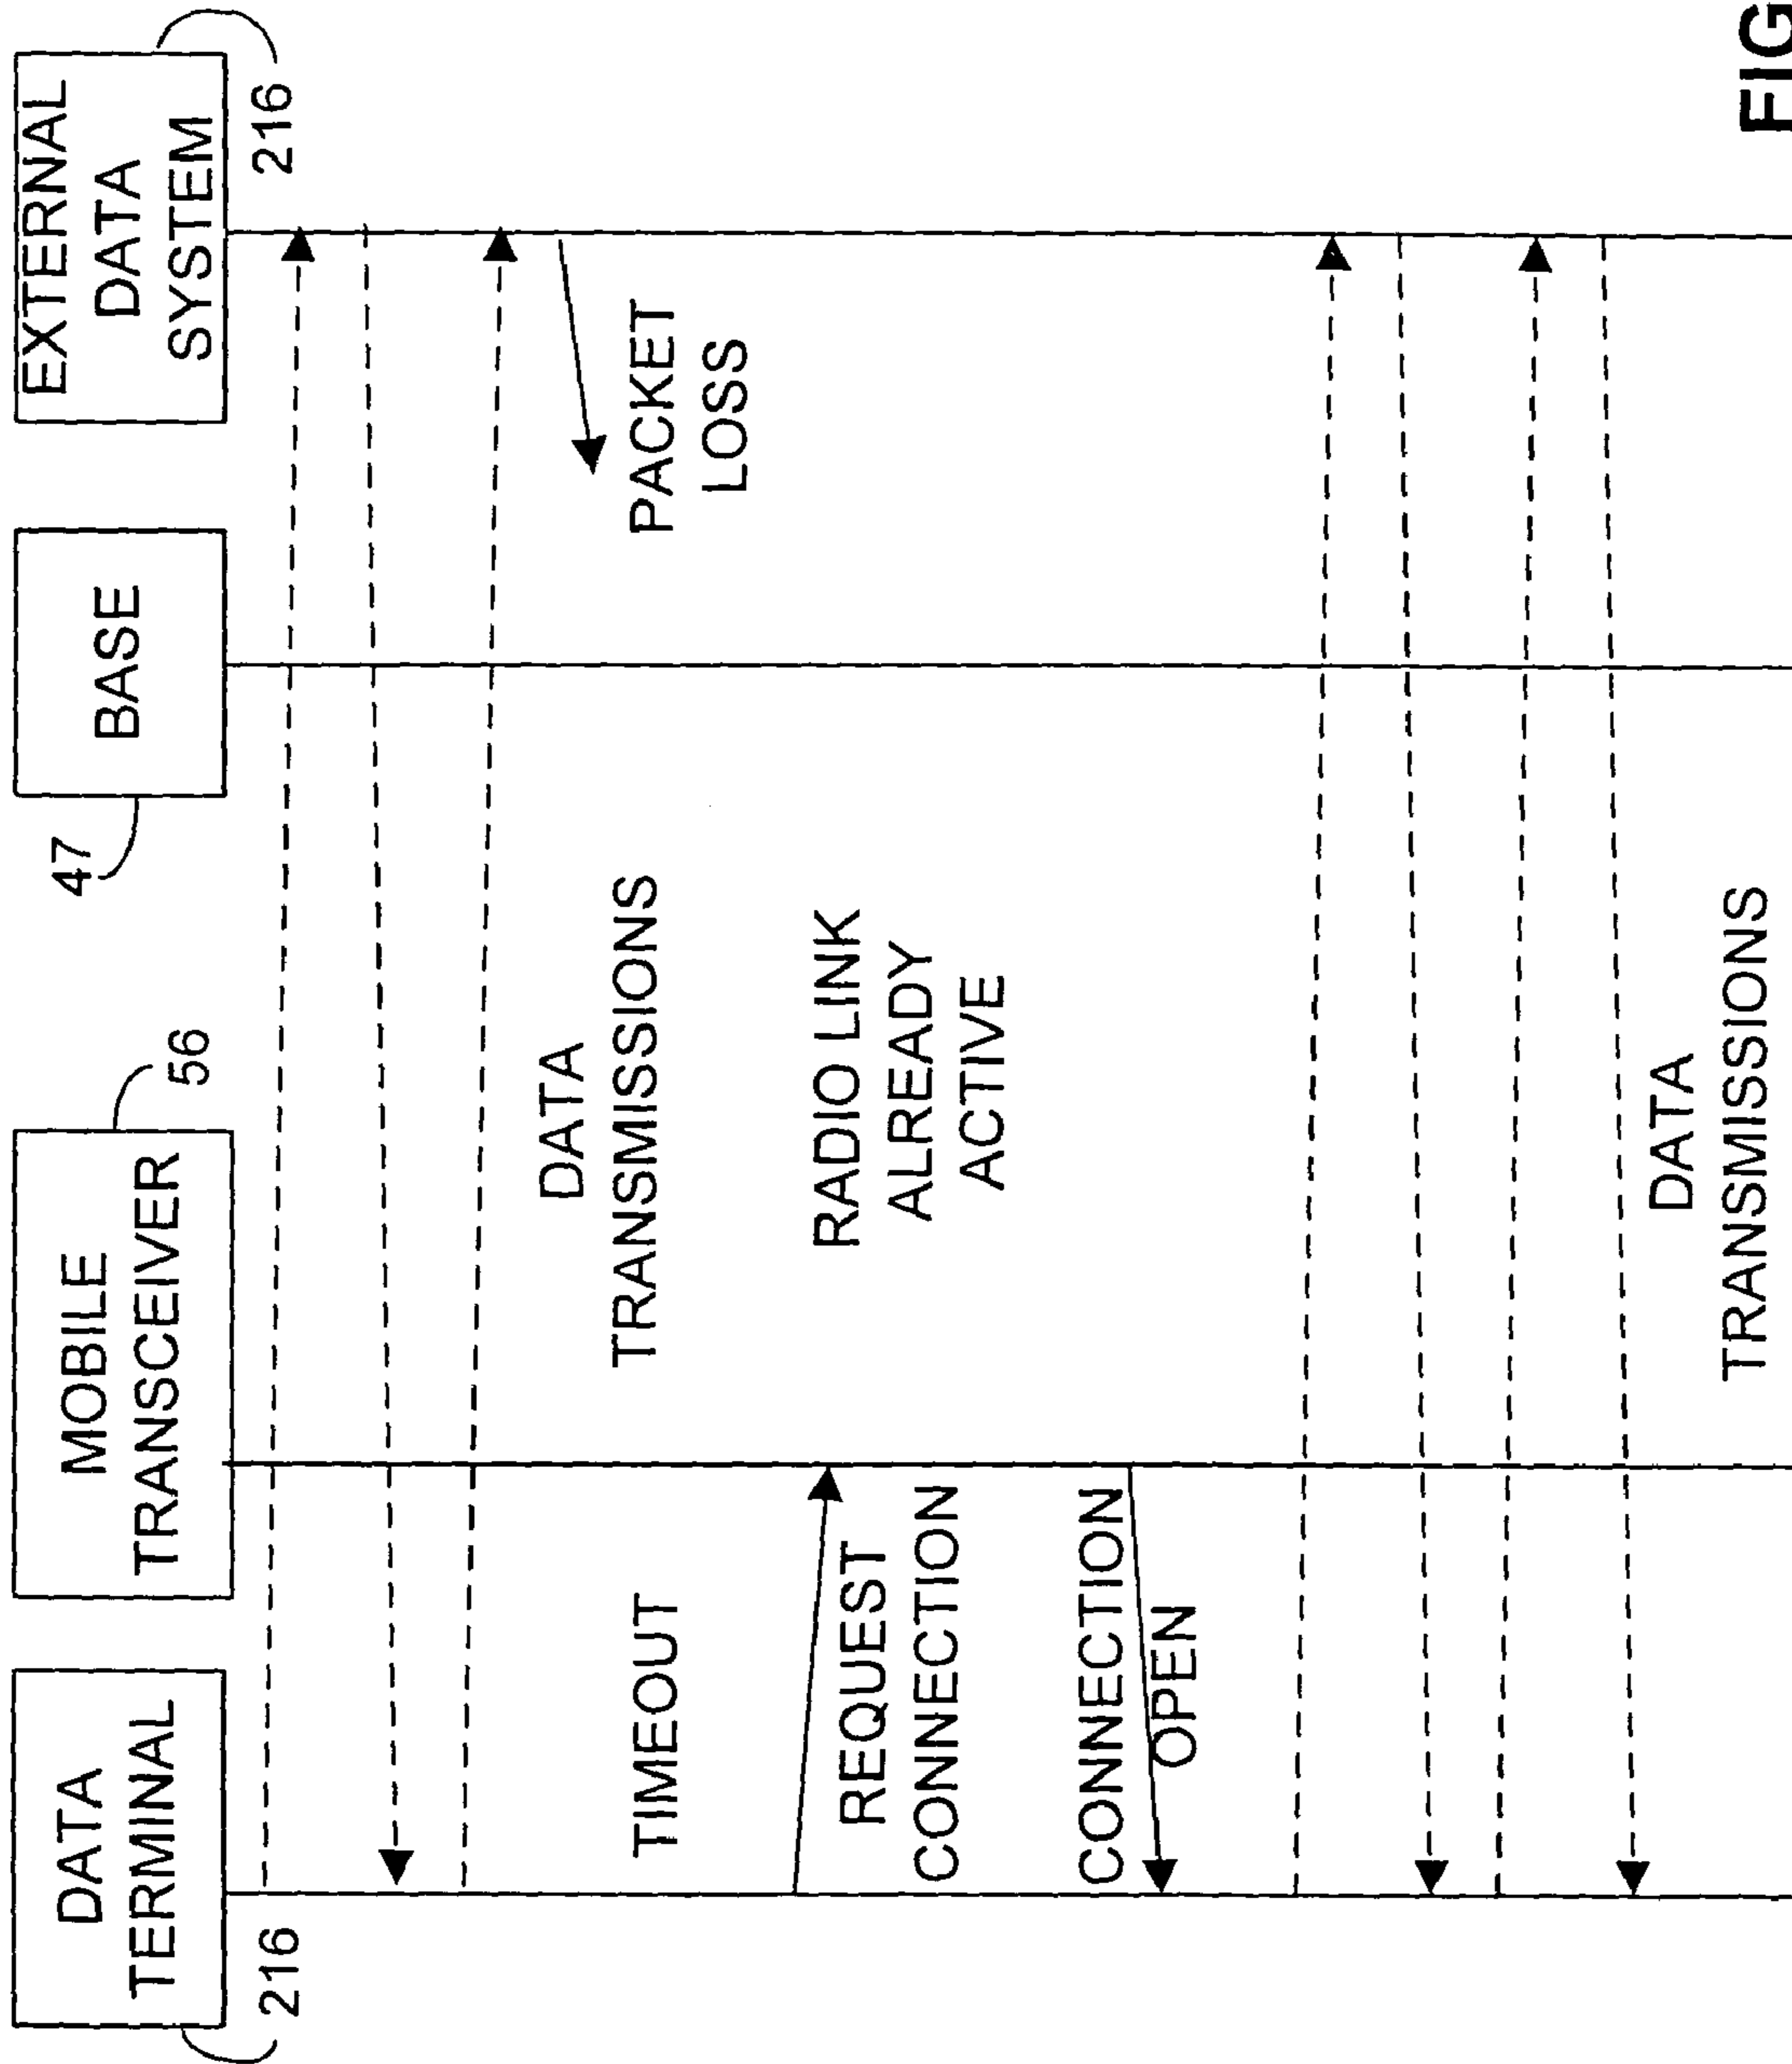 DATA
TERMINAL
216
MOBILE
TRANSCEIVER
56
BASE
47
EXTERNAL
DATA
SYSTEM
216
DATA
TRANSMISSIONS
PACKET
LOSS
TIMEOUT
RADIO LINK
ALREADY
ACTIVE
REQUEST
CONNECTION
CONNECTION
OPEN
DATA
TRANSMISSIONS
FIG